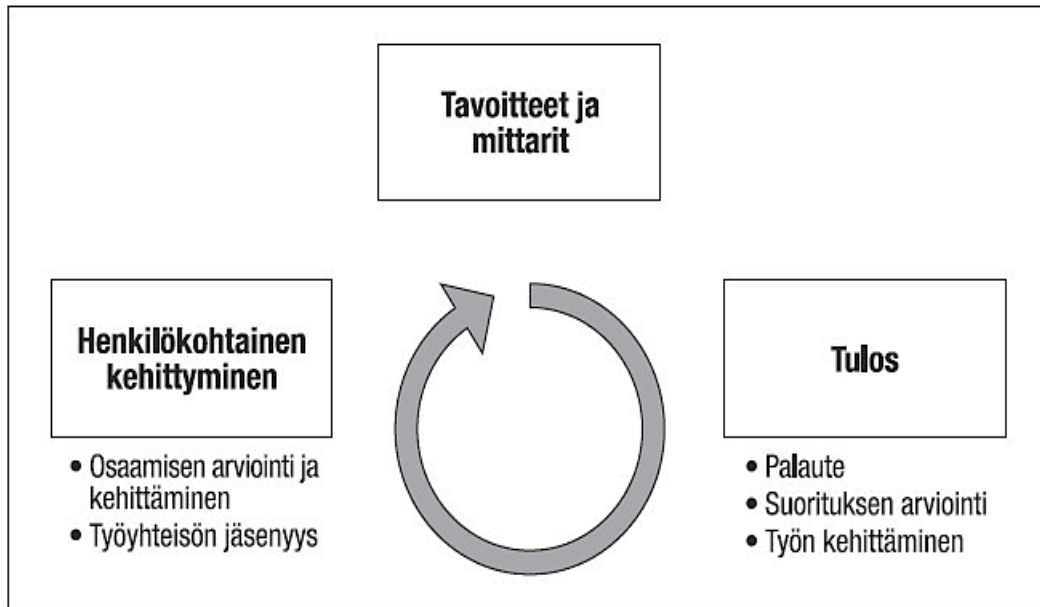 Tavoitteet ja
mittarit
Henkilökohtainen
kehittyminen
• Osaamisen arviointi ja
kehittäminen
• Työyhteisön jäsenyys
Tulos
• Palaute
• Suorituksen arviointi
• Työn kehittäminen